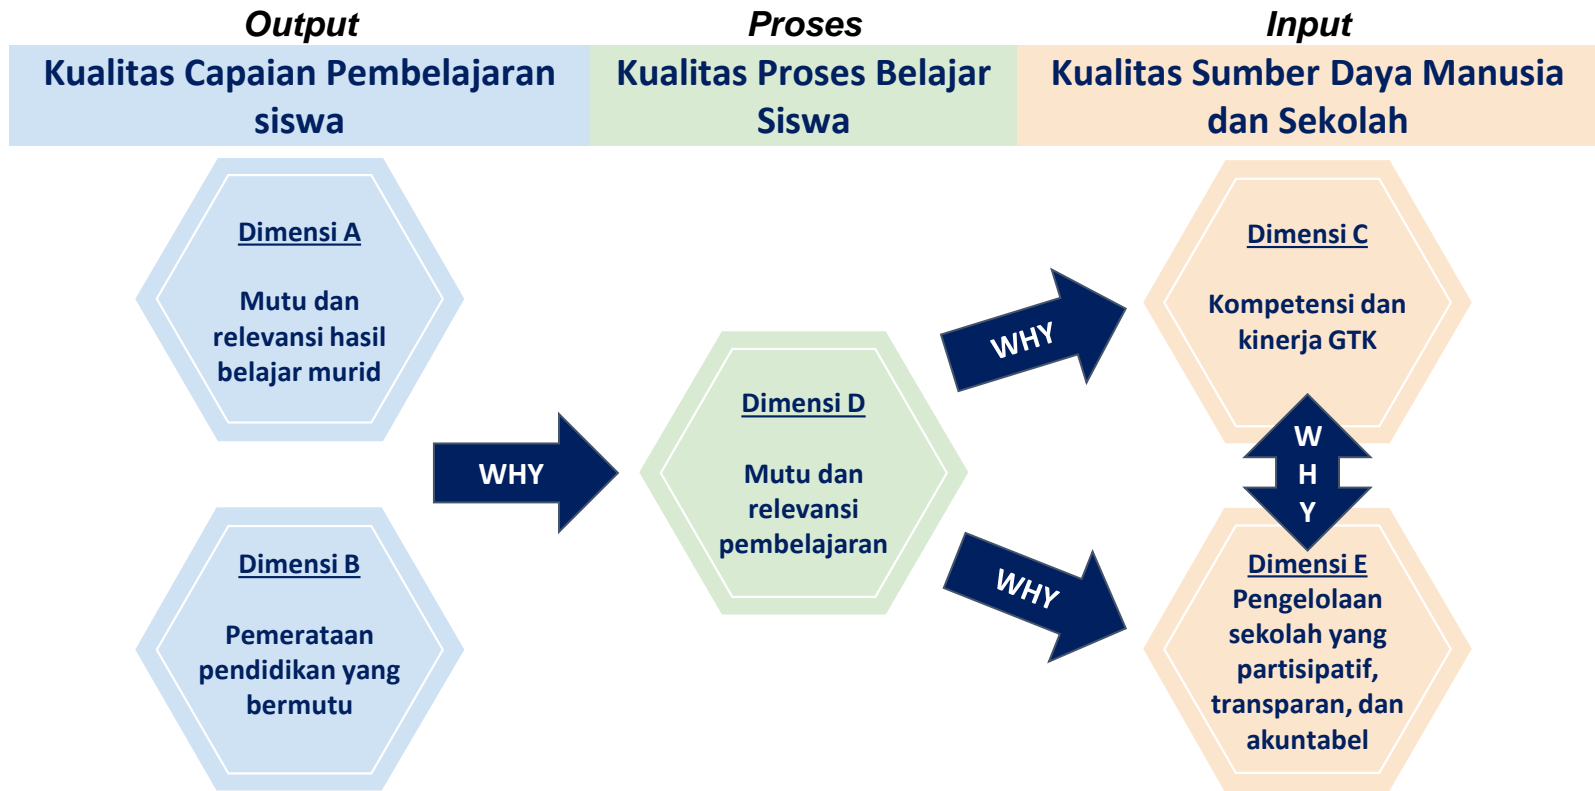 Output
Kualitas Capaian Pembelajaran
siswa
Proses
Kualitas Proses Belajar
Siswa
Input
Kualitas Sumber Daya Manusia
dan Sekolah
Dimensi A
Mutu dan
relevansi hasil
belajar murid
Dimensi B
Pemerataan
pendidikan yang
bermutu
WHY
Dimensi D
Mutu dan
relevansi
pembelajaran
WHY
WHY
Dimensi C
Kompetensi dan
kinerja GTK
W
H
Y
Dimensi E
Pengelolaan
sekolah yang
partisipatif,
transparan, dan
akuntabel